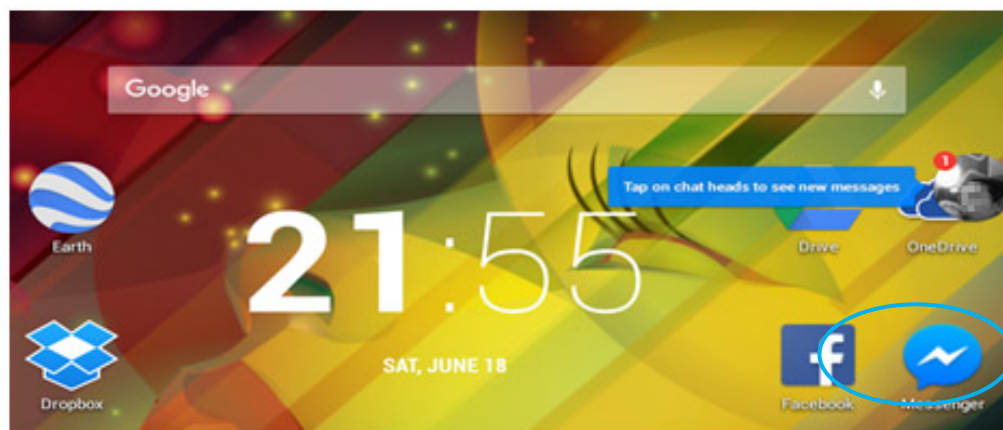 Google
1
Tap on chat heads to see new messages
Earth
Drive
OneDrive
21:55
SAT, JUNE 18
Dropbox
Facebook
Messenger